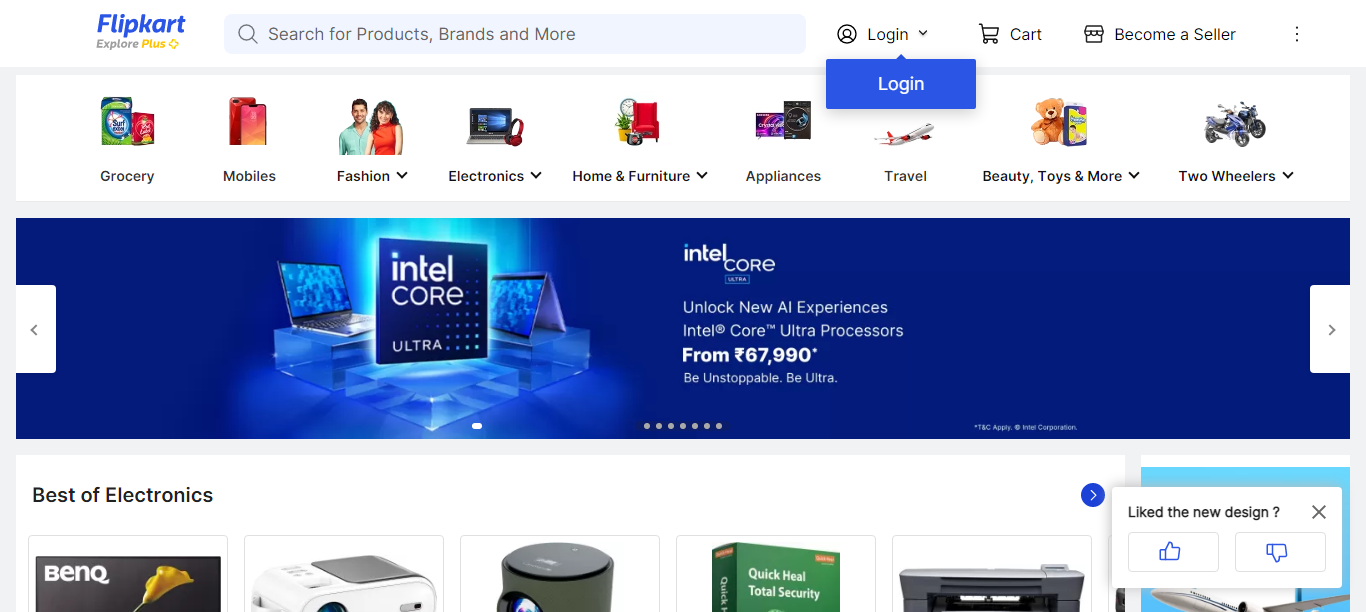 Flipkart
Explore Plus
Search for Products, Brands and More
Login
Cart
Become a Seller
Login
Grocery
Mobiles
Fashion
Electronics
Home & Furniture
Appliances
Travel
Beauty, Toys & More
Two Wheelers
intel
CORE
ULTRA
intel
CORE
ULTRA
Unlock New AI Experiences
Intel® Core™ Ultra Processors
From ₹67,990*
Be Unstoppable. Be Ultra.
*T&C Apply. © Intel Corporation.
Best of Electronics
Liked the new design ?
BENQ
Quick Heal
Total Security
Quick He